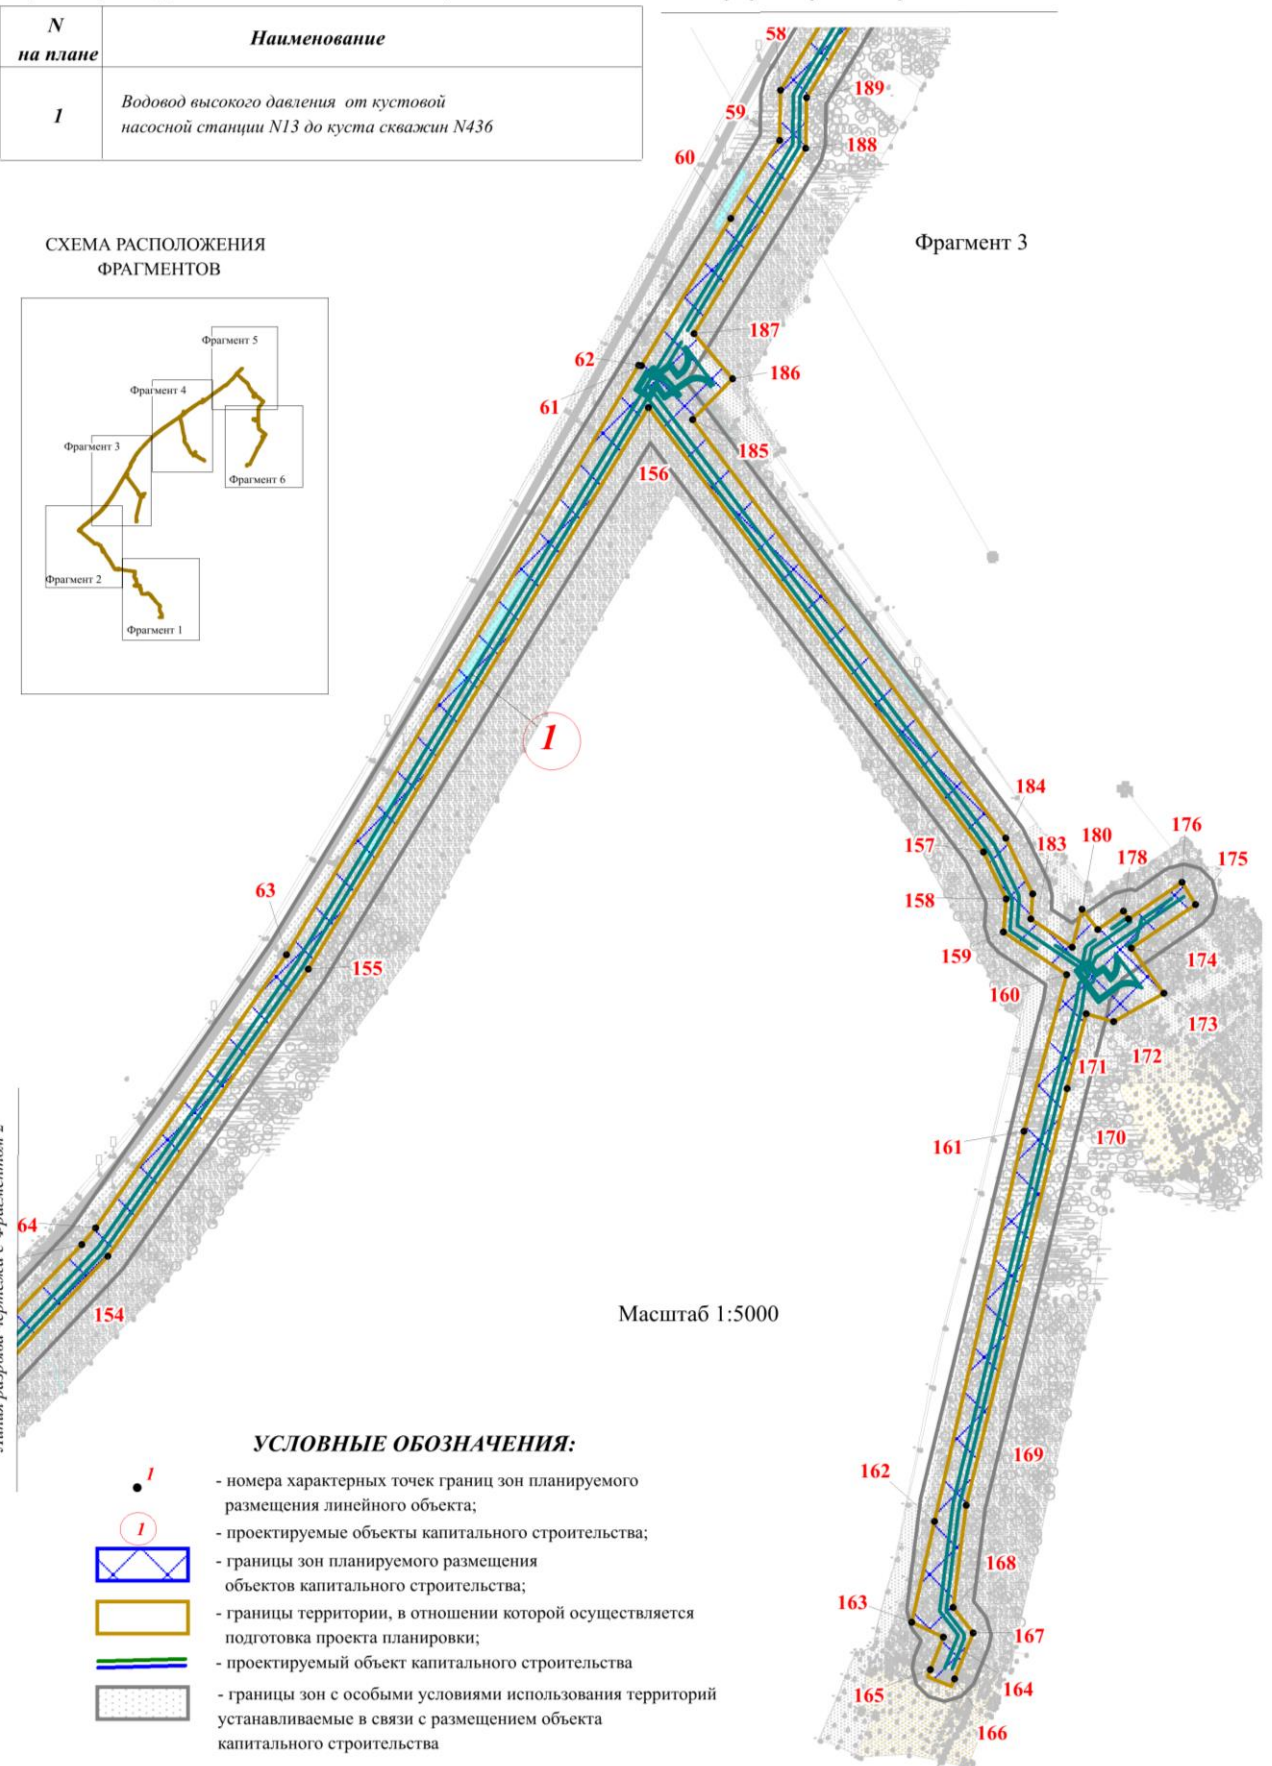 N
на плане
Наименование
1
Водовод высокого давления от кустовой
насосной станции N13 до куста скважин N436
СХЕМА РАСПОЛОЖЕНИЯ
ФРАГМЕНТОВ
Фрагмент 5
Фрагмент 4
Фрагмент 3
Фрагмент 6
Фрагмент 2
Фрагмент 1
Фрагмент 3
58
189
59
188
60
187
62
186
61
185
156
1
184
157
183
180
178
176
175
158
63
159
155
174
160
173
172
171
170
161
64
154
Масштаб 1:5000
169
162
168
163
167
165
164
166
УСЛОВНЫЕ ОБОЗНАЧЕНИЯ:
1
- номера характерных точек границ зон планируемого
размещения линейного объекта;
1
- проектируемые объекты капитального строительства;
- границы зон планируемого размещения
объектов капитального строительства;
- границы территории, в отношении которой осуществляется
подготовка проекта планировки;
- проектируемый объект капитального строительства
- границы зон с особыми условиями использования территорий
устанавливаемые в связи с размещением объекта
капитального строительства